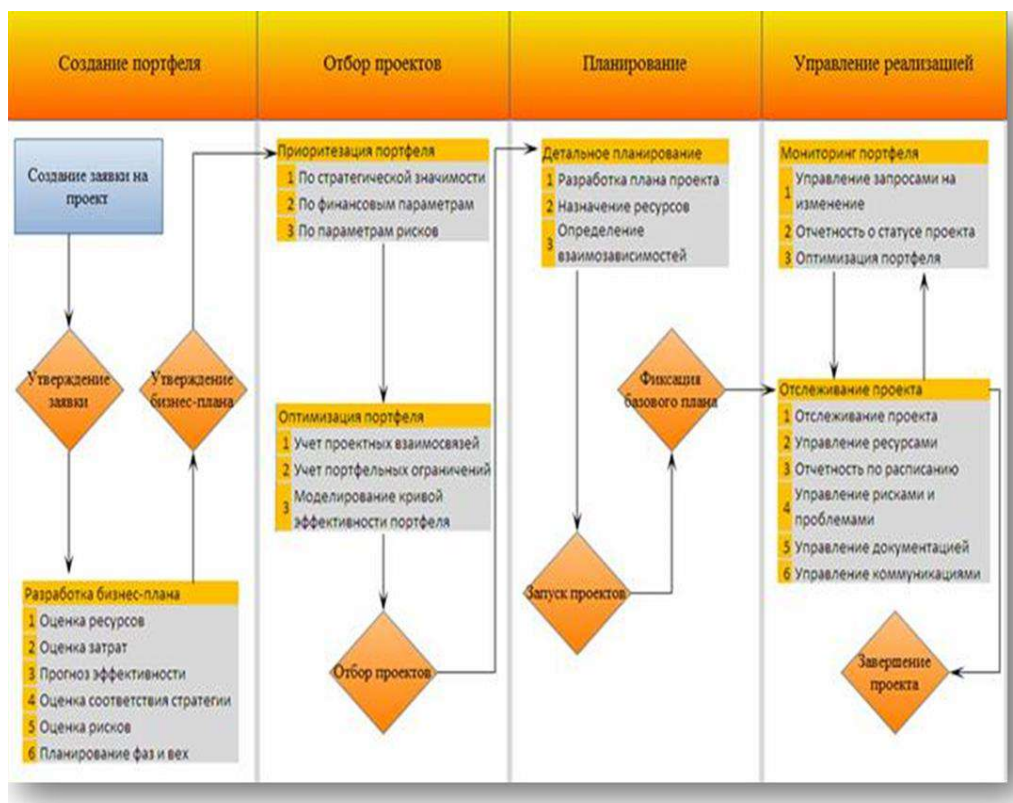 Создание портфеля
Отбор проектов
Планирование
Управление реализацией
Создание заявки на
проект
Утверждение
заявки
Утверждение
бизнес-плана
Разработка бизнес-плана
1 Оценка ресурсов
2 Оценка затрат
3 Прогноз эффективности
4 Оценка соответствия стратегии
5 Оценка рисков
6 Планирование фаз и вех
Приоритезация портфеля
1 По стратегической значимости
2 По финансовым параметрам
3 По параметрам рисков
Оптимизация портфеля
1 Учет проектных взаимосвязей
2 Учет портфельных ограничений
3 Моделирование кривой
эффективности портфеля
Отбор проектов
Детальное планирование
1 Разработка плана проекта
2 Назначение ресурсов
3 Определение
взаимозависимостей
Запуск проектов
Фиксация
базового плана
Мониторинг портфеля
1 Управление запросами на
изменение
2 Отчетность о статусе проекта
3 Оптимизация портфеля
Отслеживание проекта
1 Отслеживание проекта
2 Управление ресурсами
3 Отчетность по расписанию
4 Управление рисками и
проблемами
5 Управление документацией
6 Управление коммуникациями
Завершение
проекта